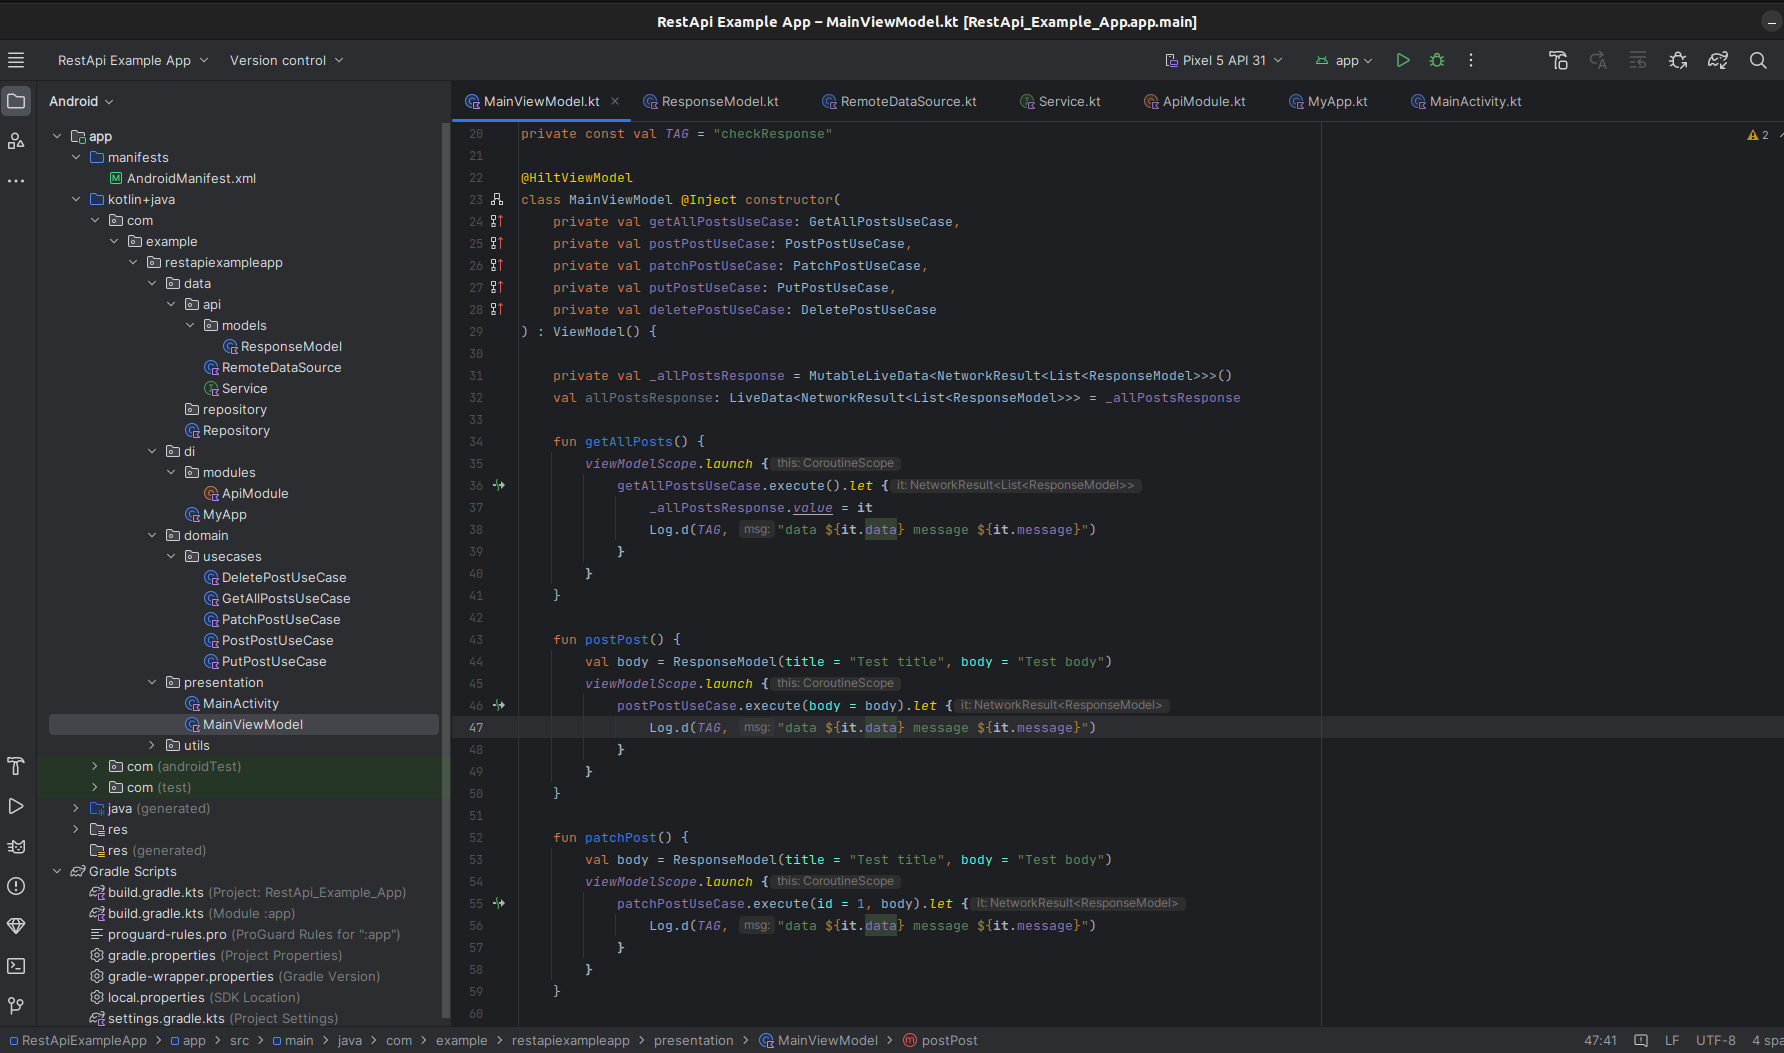 RestApi Example App – MainViewModel.kt [RestApi_Example_App.app.main]
RestApi Example App
Version control
Pixel 5 API 31
app
Android
MainViewModel.kt
ResponseModel.kt
RemoteDataSource.kt
Service.kt
ApiModule.kt
MyApp.kt
MainActivity.kt
app
manifests
AndroidManifest.xml
kotlin+java
com
example
restapiexampleapp
data
api
models
ResponseModel
RemoteDataSource
Service
repository
Repository
di
modules
ApiModule
MyApp
domain
usecases
DeletePostUseCase
GetAllPostsUseCase
PatchPostUseCase
PostPostUseCase
PutPostUseCase
presentation
MainActivity
MainViewModel
utils
com (androidTest)
com (test)
java (generated)
res
res (generated)
Gradle Scripts
build.gradle.kts (Project: RestApi_Example_App)
build.gradle.kts (Module :app)
proguard-rules.pro (ProGuard Rules for ":app")
gradle.properties (Project Properties)
gradle-wrapper.properties (Gradle Version)
local.properties (SDK Location)
settings.gradle.kts (Project Settings)
20 private const val TAG = "checkResponse"
2
21
22 @HiltViewModel
23 class MainViewModel @Inject constructor(
24 private val getAllPostsUseCase: GetAllPostsUseCase,
25 private val postPostUseCase: PostPostUseCase,
26 private val patchPostUseCase: PatchPostUseCase,
27 private val putPostUseCase: PutPostUseCase,
28 private val deletePostUseCase: DeletePostUseCase
29 ) : ViewModel() {
30
31 private val _allPostsResponse = MutableLiveData<NetworkResult<List<ResponseModel>>>()
32 val allPostsResponse: LiveData<NetworkResult<List<ResponseModel>>> = _allPostsResponse
33
34 fun getAllPosts() {
35 viewModelScope.launch { this: CoroutineScope
36 getAllPostsUseCase.execute().let { it: NetworkResult<List<ResponseModel>>
37 _allPostsResponse.value = it
38 Log.d(TAG, msg: "data ${it.data} message ${it.message}")
39 }
40 }
41 }
42
43 fun postPost() {
44 val body = ResponseModel(title = "Test title", body = "Test body")
45 viewModelScope.launch { this: CoroutineScope
46 postPostUseCase.execute(body = body).let { it: NetworkResult<ResponseModel>
47 Log.d(TAG, msg: "data ${it.data} message ${it.message}")
48 }
49 }
50 }
51
52 fun patchPost() {
53 val body = ResponseModel(title = "Test title", body = "Test body")
54 viewModelScope.launch { this: CoroutineScope
55 patchPostUseCase.execute(id = 1, body).let { it: NetworkResult<ResponseModel>
56 Log.d(TAG, msg: "data ${it.data} message ${it.message}")
57 }
58 }
59 }
60
RestApiExampleApp > app > src > main > java > com > example > restapiexampleapp > presentation > MainViewModel > postPost
47:41 LF UTF-8 4 spa